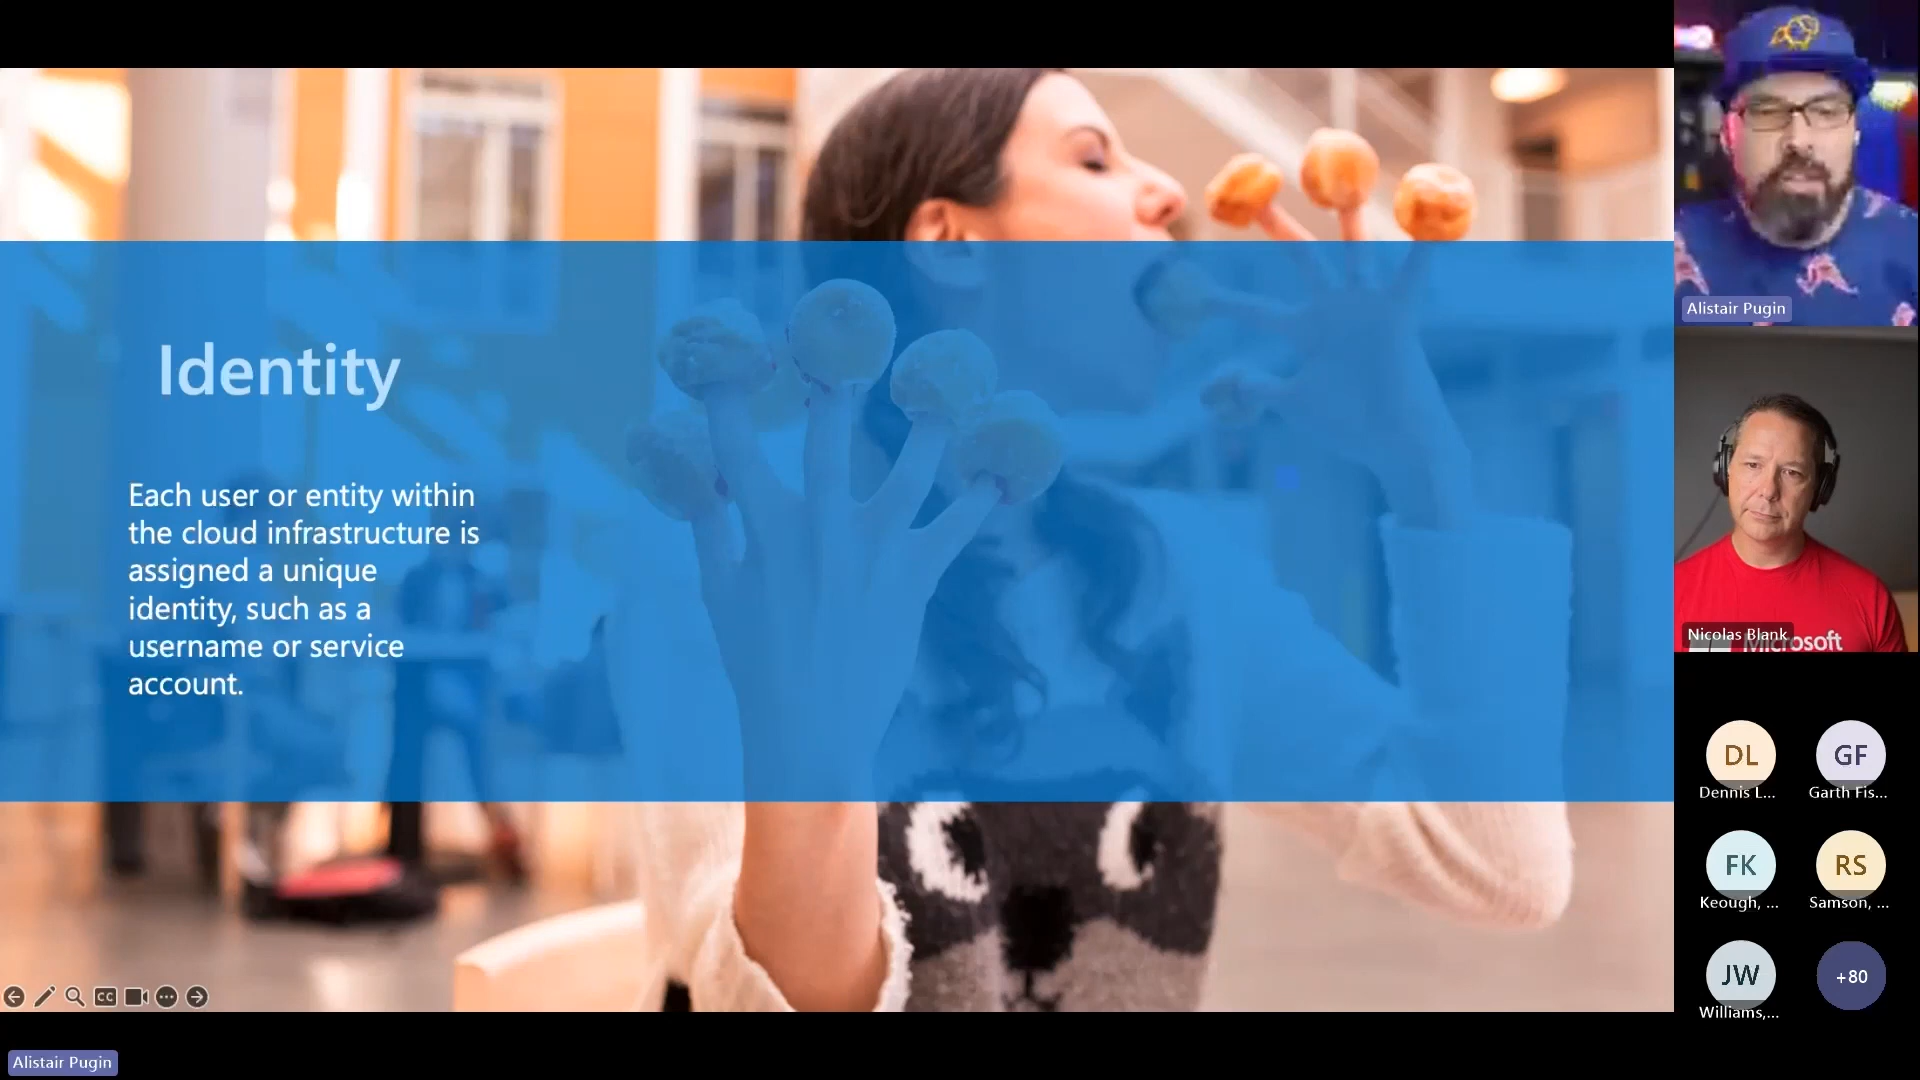 Identity
Each user or entity within
the cloud infrastructure is
assigned a unique
identity, such as a
username or service
account.
CC
Alistair Pugin
Alistair Pugin
Nicolas Blank
Microsoft
DL
GF
Dennis L...
Garth Fis...
FK
RS
Keough, ...
Samson, ...
JW
+80
Williams,...